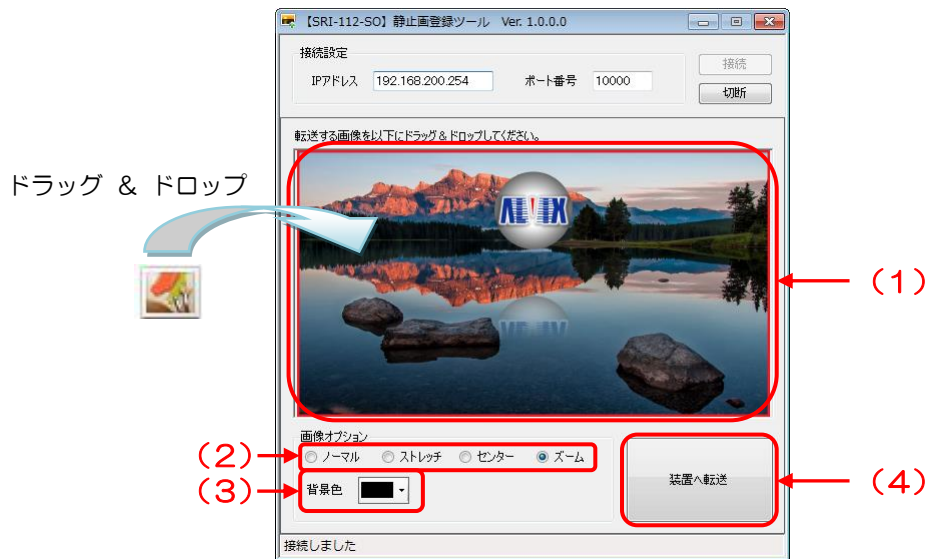 【SRI-112-SO】静止画登録ツール Ver. 1.0.0.0
接続設定
IPアドレス 192.168.200.254 ポート番号 10000
接続
切断
転送する画像を以下にドラッグ&ドロップしてください。
ドラッグ & ドロップ
AVIX
(1)
画像オプション
(2)
ノーマル ストレッチ センター ズーム
(3)
背景色
装置へ転送
(4)
接続しました